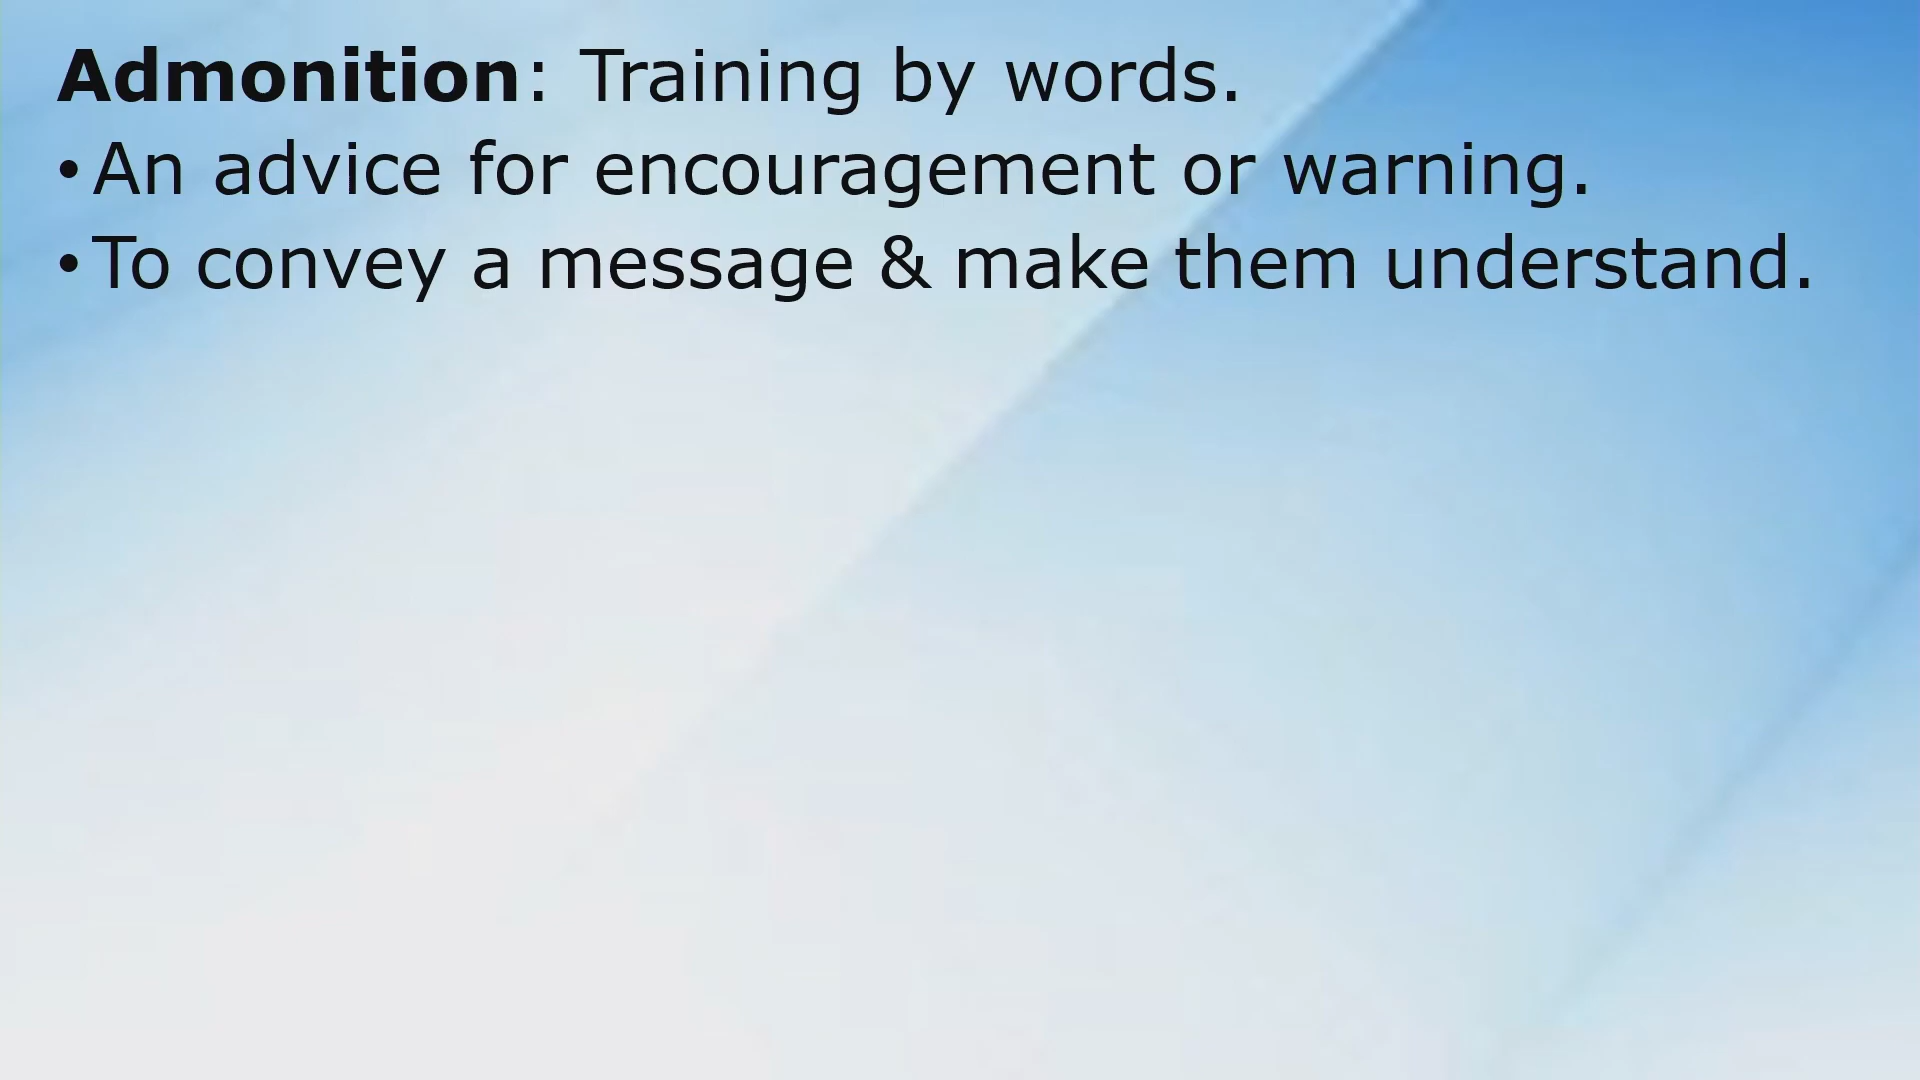 Admonition: Training by words.
• An advice for encouragement or warning.
• To convey a message & make them understand.